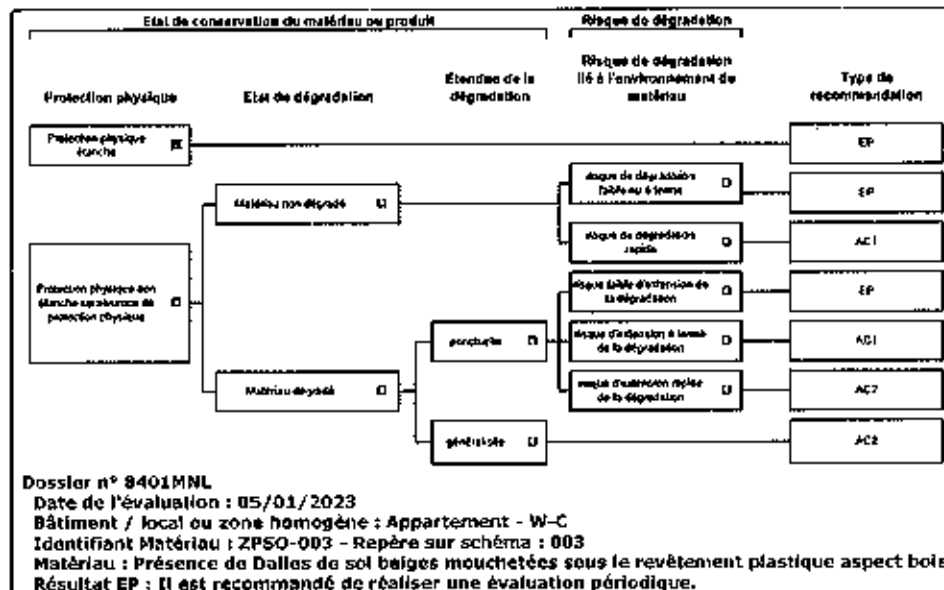 Etat de conservation du matériau ou produit
Risque de dégradation
Protection physique
Etat de dégradation
Étendue de la
dégradation
Risque de dégradation
lié à l'environnement du
matériau
Type de
recommandation
Protection physique
étanche
EP
Matériau non dégradé
risque de dégradation
faible ou à terme
EP
risque de dégradation
rapide
AC1
Protection physique non
étanche ou absence de
protection physique
risque faible d'extension de
la dégradation
EP
ponctuelle
risque d'extension à terme
de la dégradation
AC1
Matériau dégradé
risque d'extension rapide
de la dégradation
AC2
généralisée
AC2
Dossier n° 8401MNL
Date de l'évaluation : 05/01/2023
Bâtiment / local ou zone homogène : Appartement - W-C
Identifiant Matériau : ZPSO-003 - Repère sur schéma : 003
Matériau : Présence de Dalles de sol beiges mouchetées sous le revêtement plastique aspect bois
Résultat EP : Il est recommandé de réaliser une évaluation périodique.